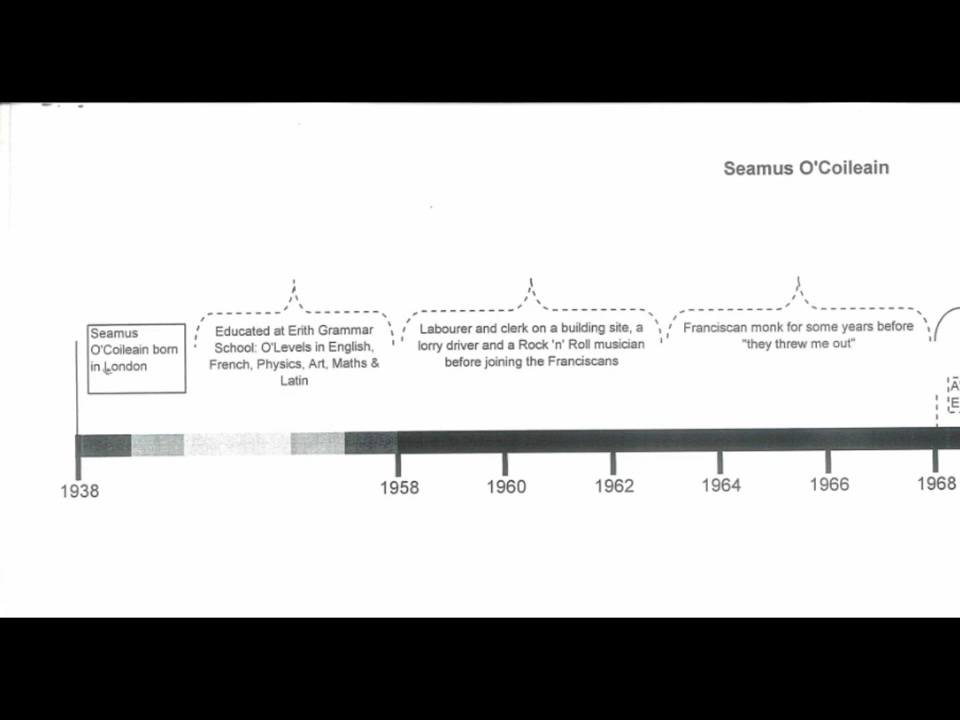 Seamus O'Coileain
Seamus
O'Coileain born
in London
Educated at Erith Grammar
School: O'Levels in English,
French, Physics, Art, Maths &
Latin
Labourer and clerk on a building site, a
lorry driver and a Rock 'n' Roll musician
before joining the Franciscans
Franciscan monk for some years before
"they threw me out"
1938
1958
1960
1962
1964
1966
1968